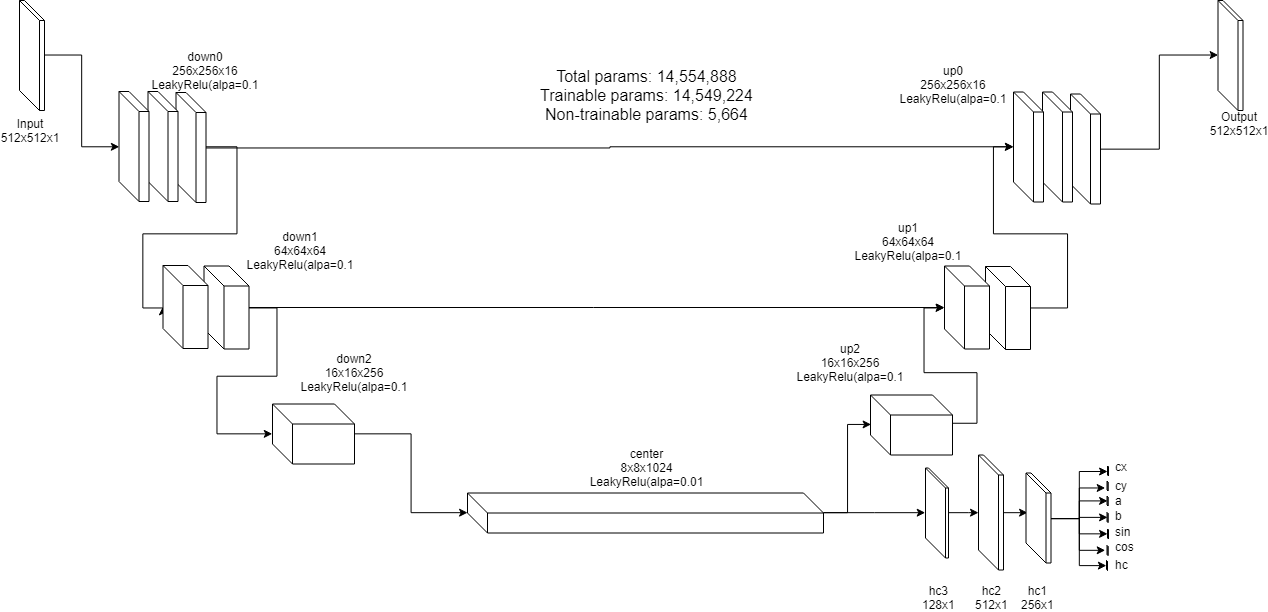 Input
512x512x1
down0
256x256x16
LeakyRelu(alpa=0.1
Total params: 14,554,888
Trainable params: 14,549,224
Non-trainable params: 5,664
up0
256x256x16
LeakyRelu(alpa=0.1
Output
512x512x1
down1
64x64x64
LeakyRelu(alpa=0.1
up1
64x64x64
LeakyRelu(alpa=0.1
down2
16x16x256
LeakyRelu(alpa=0.1
up2
16x16x256
LeakyRelu(alpa=0.1
center
8x8x1024
LeakyRelu(alpa=0.01
cx
cy
a
b
sin
cos
hc
hc3
128x1
hc2
512x1
hc1
256x1